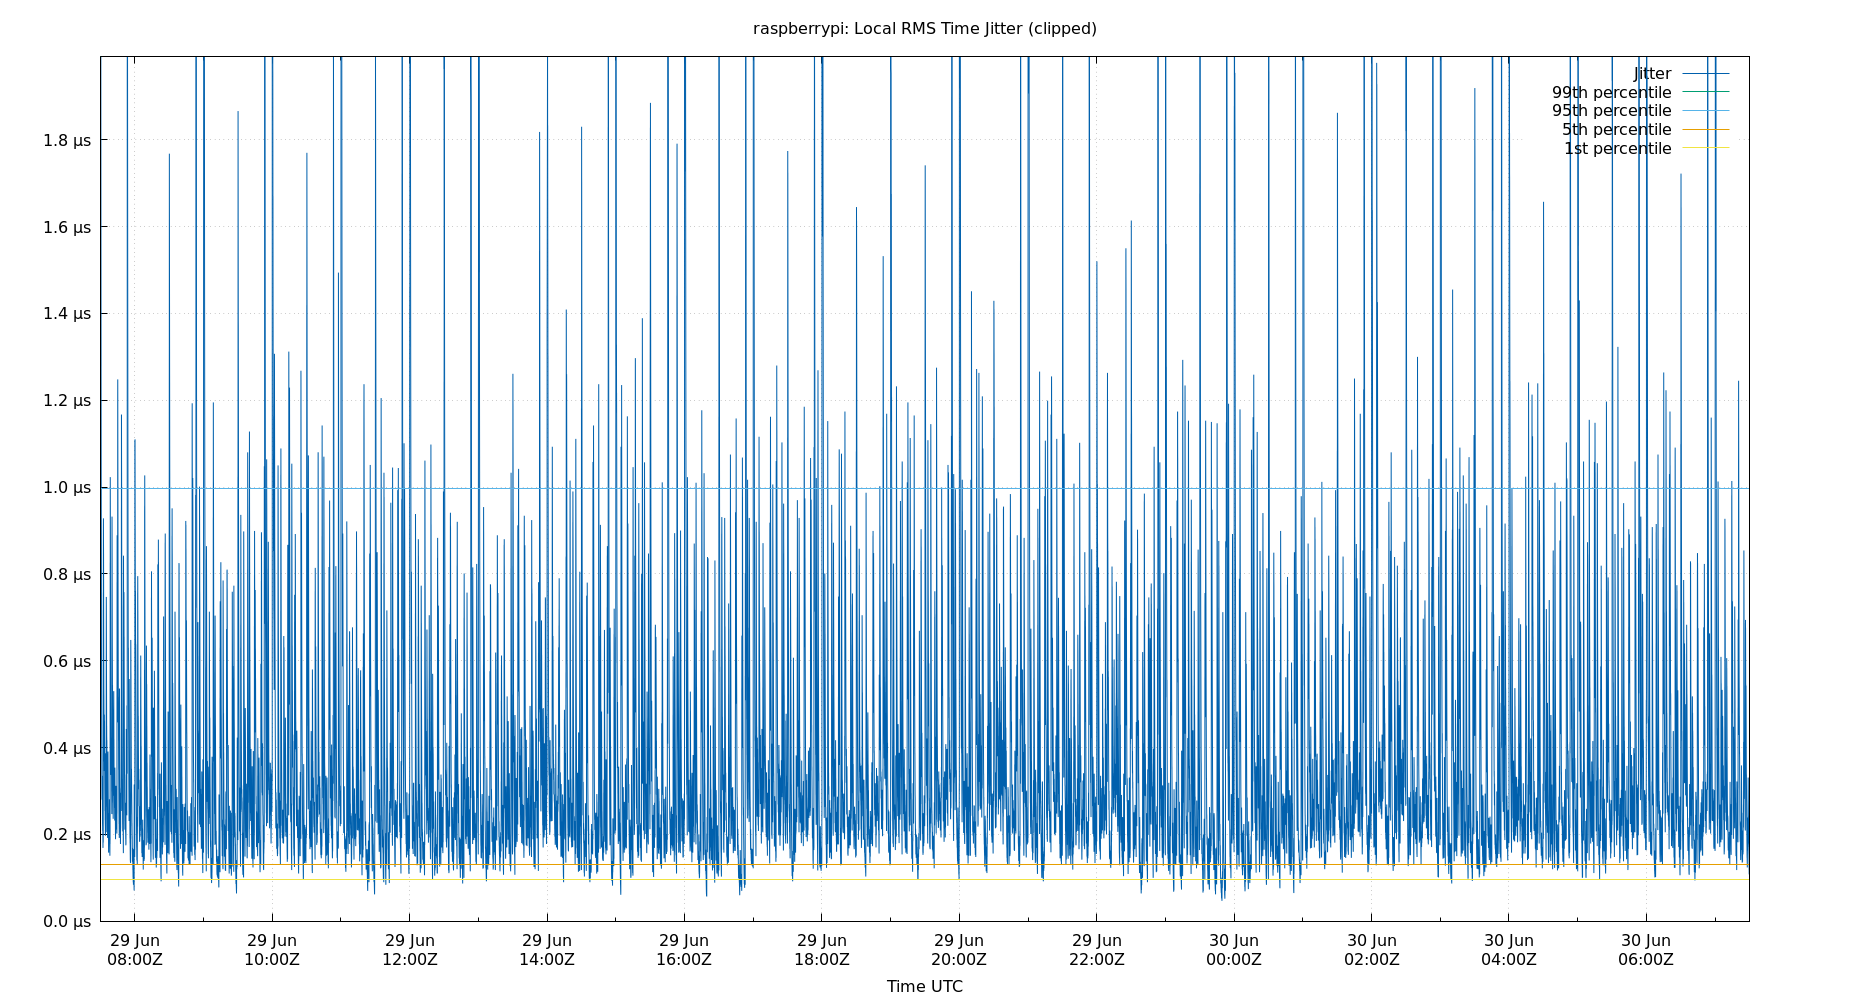 raspberrypi: Local RMS Time Jitter (clipped)
Jitter
99th percentile
95th percentile
5th percentile
1st percentile
1.8 µs
1.6 µs
1.4 µs
1.2 µs
1.0 µs
0.8 µs
0.6 µs
0.4 µs
0.2 µs
0.0 µs
29 Jun 29 Jun 29 Jun 29 Jun 29 Jun 29 Jun 29 Jun 29 Jun 30 Jun 30 Jun 30 Jun 30 Jun
08:00Z 10:00Z 12:00Z 14:00Z 16:00Z 18:00Z 20:00Z 22:00Z 00:00Z 02:00Z 04:00Z 06:00Z
Time UTC